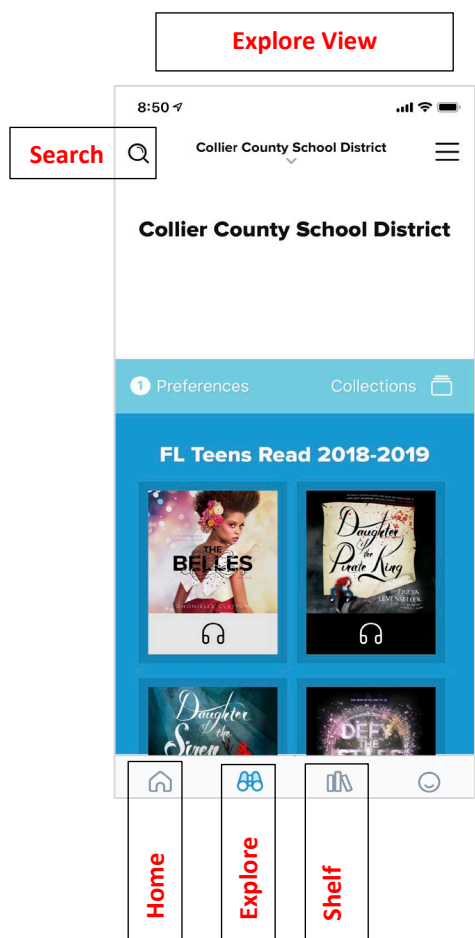 Explore View
8:50
Search
Collier County School District
Collier County School District
1 Preferences
Collections
FL Teens Read 2018-2019
THE
BELLES
DHONIELLE CLAYTON
Daughter
of the
Pirate King
TRICIA
LEVENSELLER
Daughter
of the
Siren
DEFY
THE
Home
Explore
Shelf